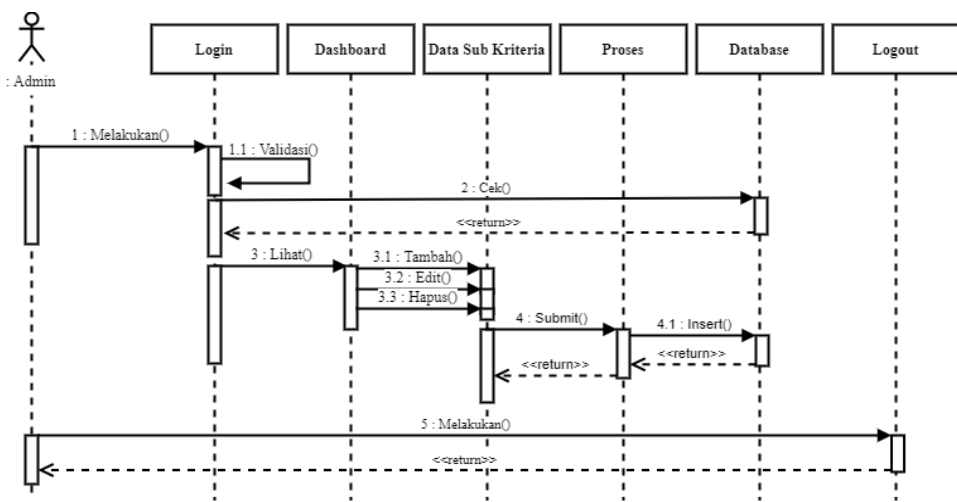 Login
Dashboard
Data Sub Kriteria
Proses
Database
Logout
: Admin
1 : Melakukan()
1.1 : Validasi()
2 : Cek()
<<return>>
3 : Lihat()
3.1 : Tambah()
3.2 : Edit()
3.3 : Hapus()
4 : Submit()
4.1 : Insert()
<<return>>
<<return>>
5 : Melakukan()
<<return>>